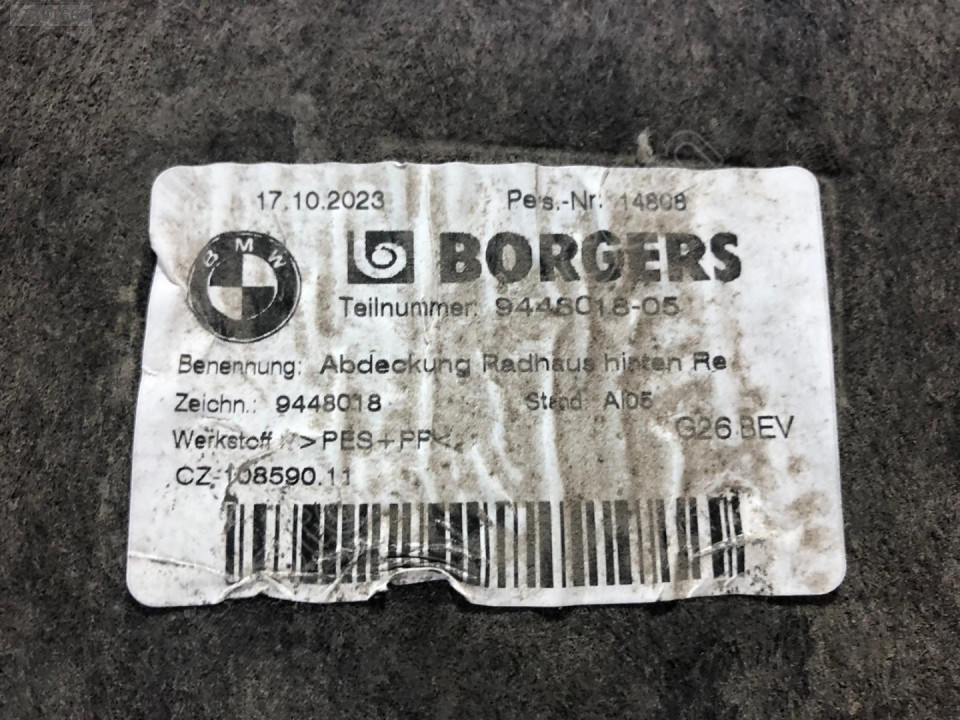 17.10.2023 Pers.-Nr. 14808
BMW
BORGERS
Teilnummer: 9448018-05
Benennung: Abdeckung Radhaus hinten Re
Zeichn.: 9448018 Stand AI05
Werkstoff >PES+PP< G26 BEV
CZ-108590.11